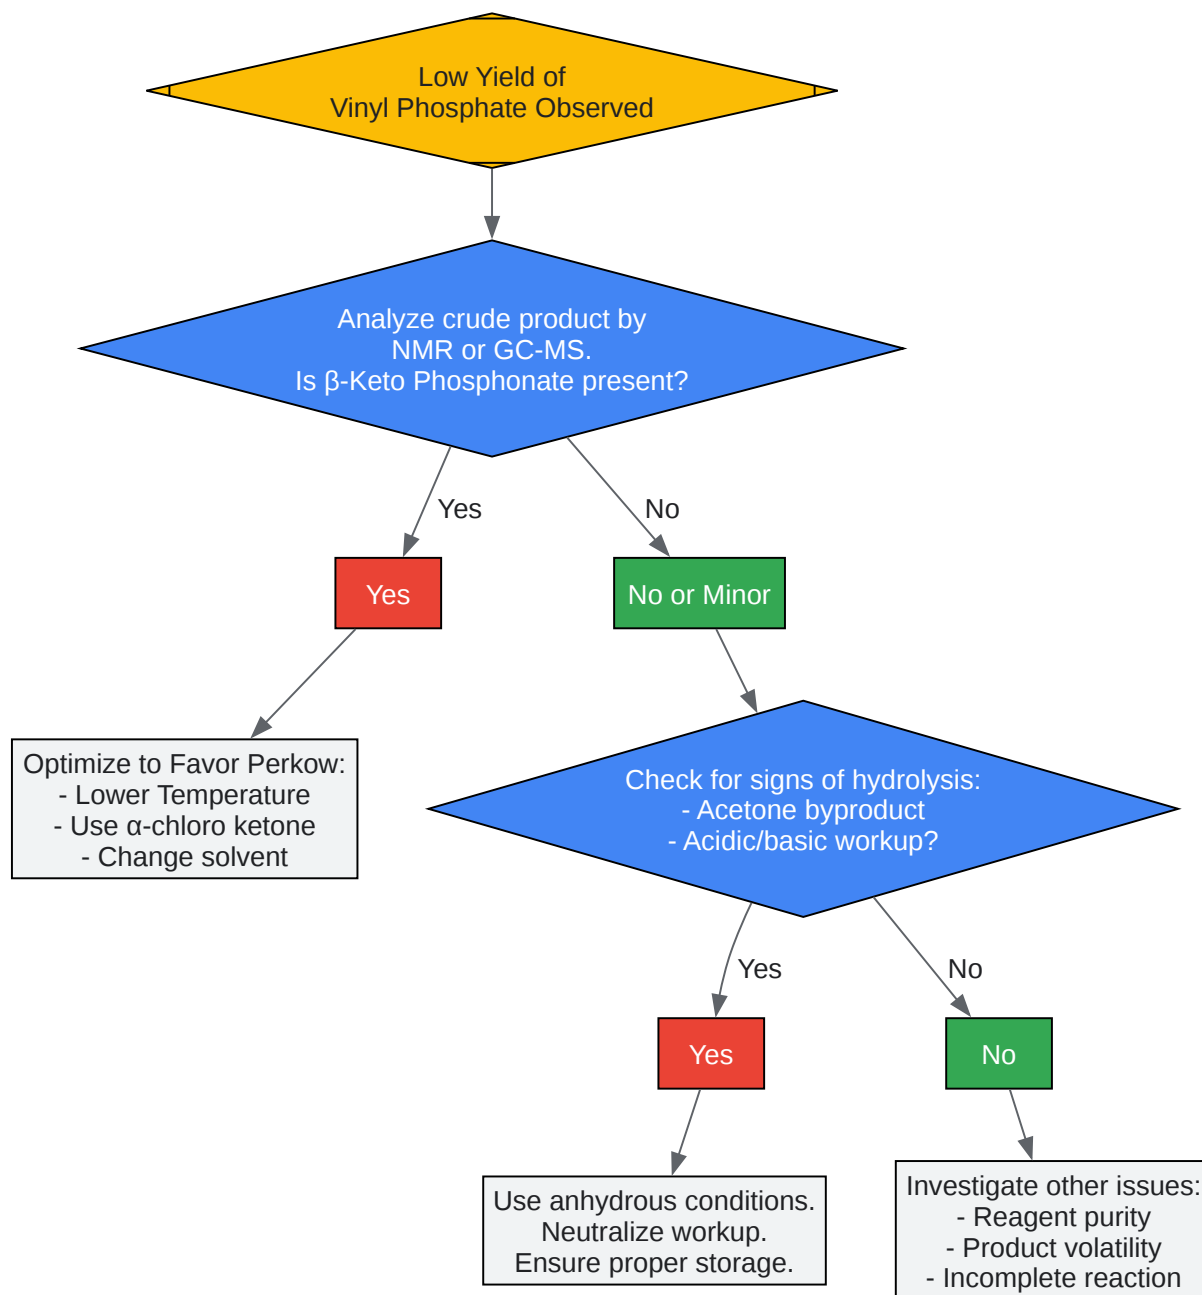 Low Yield of
Vinyl Phosphate Observed
Analyze crude product by
NMR or GC-MS.
Is β-Keto Phosphonate present?
Yes
No
Yes
No or Minor
Optimize to Favor Perkow:
- Lower Temperature
- Use α-chloro ketone
- Change solvent
Check for signs of hydrolysis:
- Acetone byproduct
- Acidic/basic workup?
Yes
No
Yes
No
Use anhydrous conditions.
Neutralize workup.
Ensure proper storage.
Investigate other issues:
- Reagent purity
- Product volatility
- Incomplete reaction